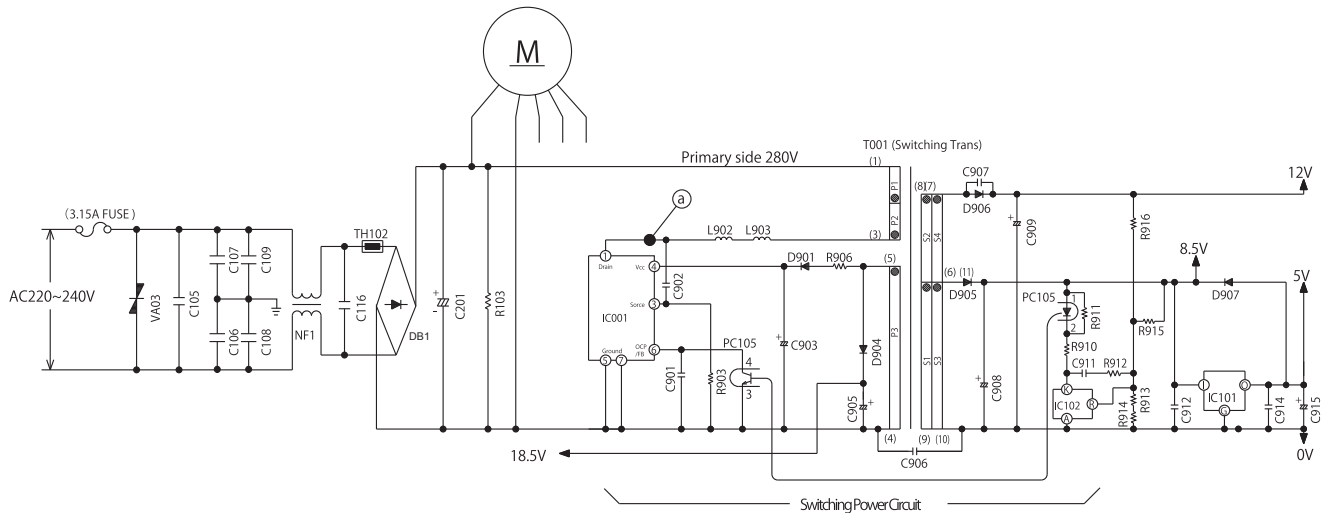 M
T001 (Switching Trans)
Primary side 280V
(1)
P1
P2
(3)
(8)
(7)
C907
D906
12V
(3.15A FUSE)
TH102
a
L902
L903
S2
S4
C909
R916
8.5V
5V
AC220~240V
VA03
C105
C107
C109
C106
C108
NF1
C116
DB1
C201
-
R103
1
Drain
Vcc
4
C902
Sorce
3
IC001
Ground
5
7
OCP
/FB
6
D901
R906
(5)
C901
R903
PC105
4
3
+
C903
D904
C905
+
P3
(4)
(6)
(11)
D905
S1
S3
(9)
(10)
C906
+
C908
PC105
1
2
R911
R910
C911
R912
K
IC102
R
A
R914
R913
R915
D907
I
IC101
O
G
C912
C914
+
C915
0V
18.5V
Switching Power Circuit